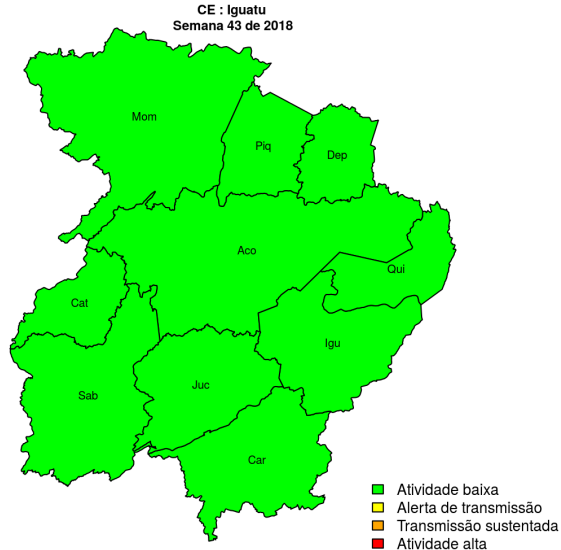 CE : Iguatu
Semana 43 de 2018
Mom
Piq
Dep
Aco
Qui
Cat
Igu
Juc
Sab
Car
Atividade baixa
Alerta de transmissão
Transmissão sustentada
Atividade alta